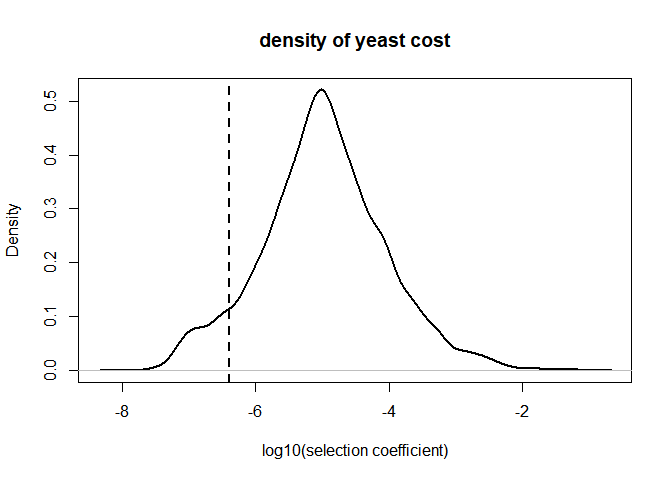 density of yeast cost
Density
0.0 0.1 0.2 0.3 0.4 0.5
-8 -6 -4 -2
log10(selection coefficient)